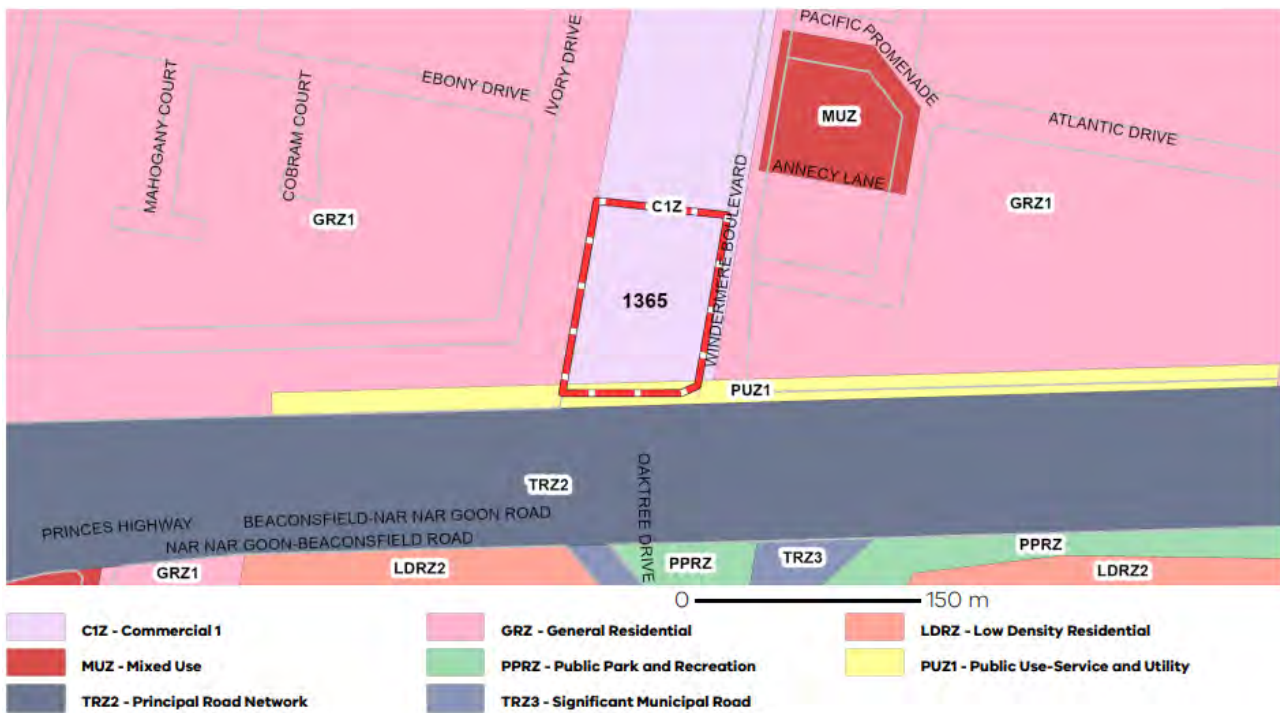 PACIFIC PROMENADE
IVORY DRIVE
EBONY DRIVE
MAHOGANY COURT
COBRAM COURT
MUZ
ATLANTIC DRIVE
ANNECY LANE
WINDERMERE BOULEVARD
GRZ1
C1Z
GRZ1
1365
PUZ1
OAKTREE DRIVE
TRZ2
PRINCES HIGHWAY
BEACONSFIELD-NAR NAR GOON ROAD
NAR NAR GOON-BEACONSFIELD ROAD
GRZ1
LDRZ2
PPRZ
TRZ3
PPRZ
LDRZ2
0 150 m
C1Z - Commercial 1
GRZ - General Residential
LDRZ - Low Density Residential
MUZ - Mixed Use
PPRZ - Public Park and Recreation
PUZ1 - Public Use-Service and Utility
TRZ2 - Principal Road Network
TRZ3 - Significant Municipal Road